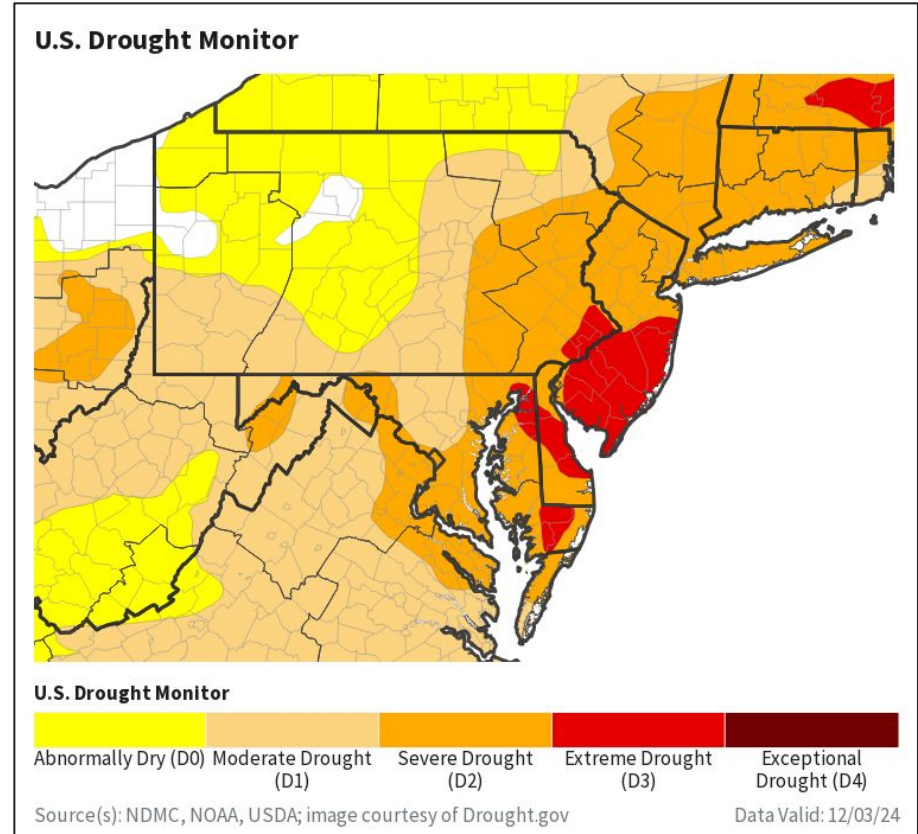 U.S. Drought Monitor
U.S. Drought Monitor
Abnormally Dry (D0)
Moderate Drought
(D1)
Severe Drought
(D2)
Extreme Drought
(D3)
Exceptional
Drought (D4)
Source(s): NDMC, NOAA, USDA; image courtesy of Drought.gov
Data Valid: 12/03/24